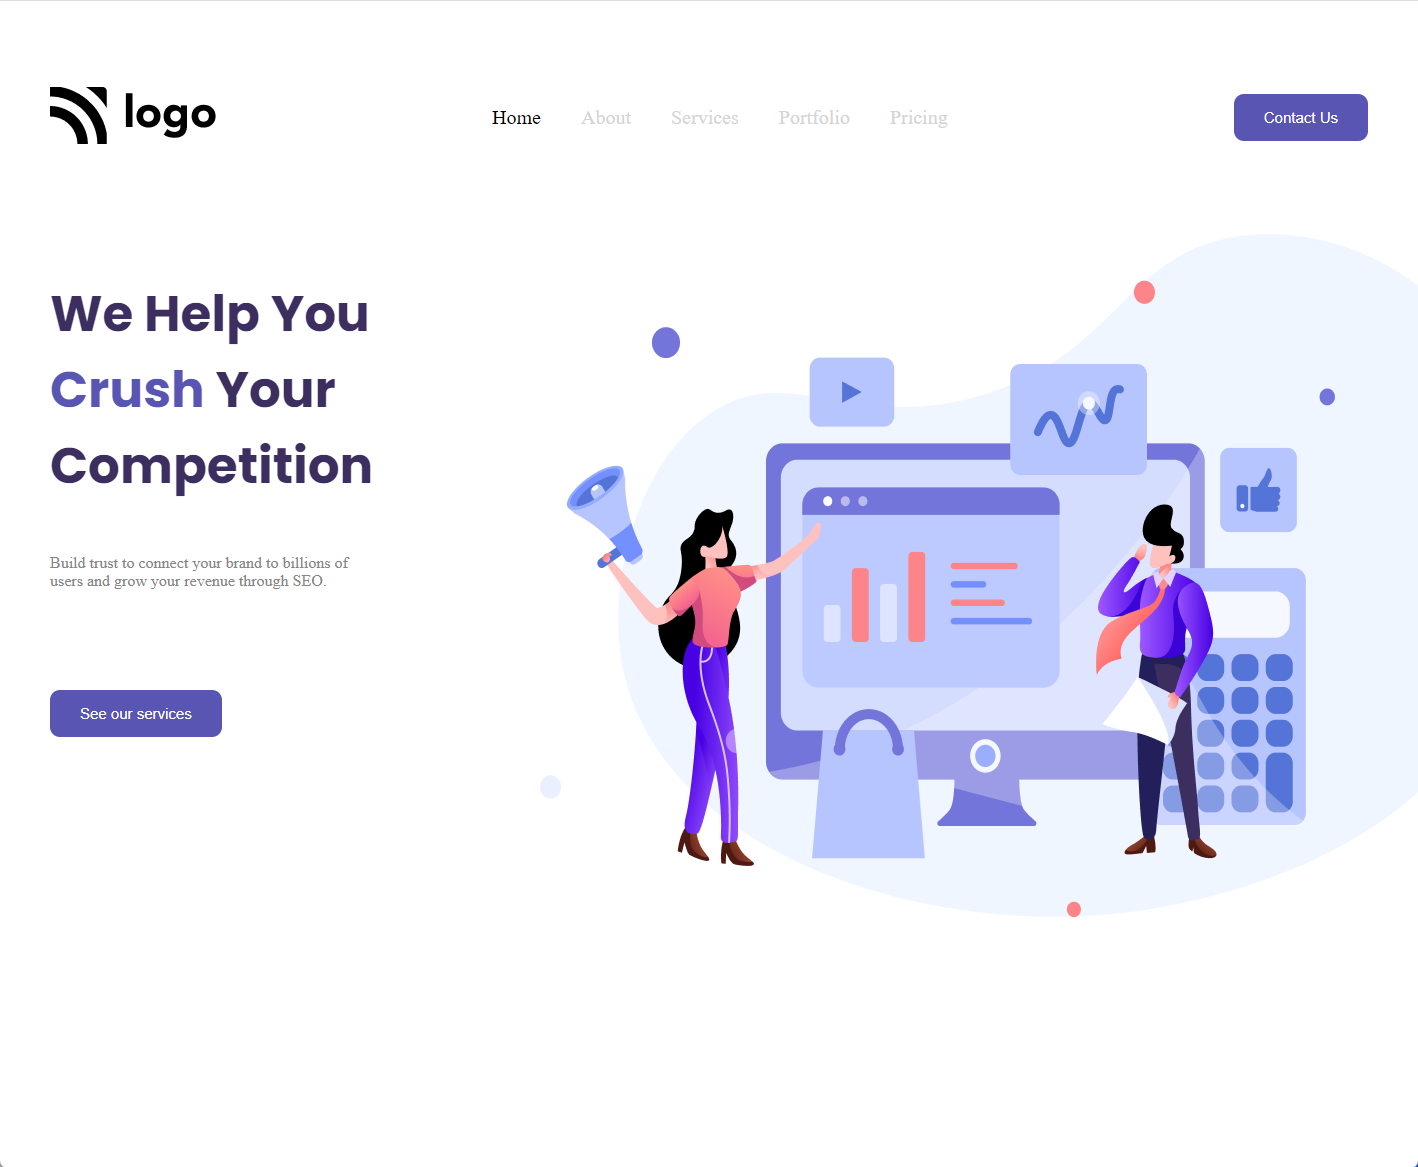 logo
Home About Services Portfolio Pricing
Contact Us
We Help You
Crush Your
Competition
Build trust to connect your brand to billions of
users and grow your revenue through SEO.
See our services